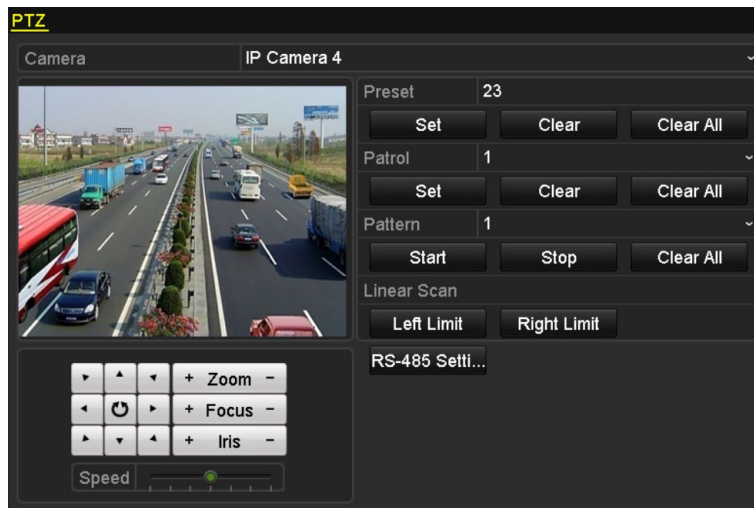 PTZ
Camera IP Camera 4
Preset 23
Set Clear Clear All
Patrol 1
Set Clear Clear All
Pattern 1
Start Stop Clear All
Linear Scan
Left Limit Right Limit
RS-485 Setti...
+ Zoom -
+ Focus -
+ Iris -
Speed